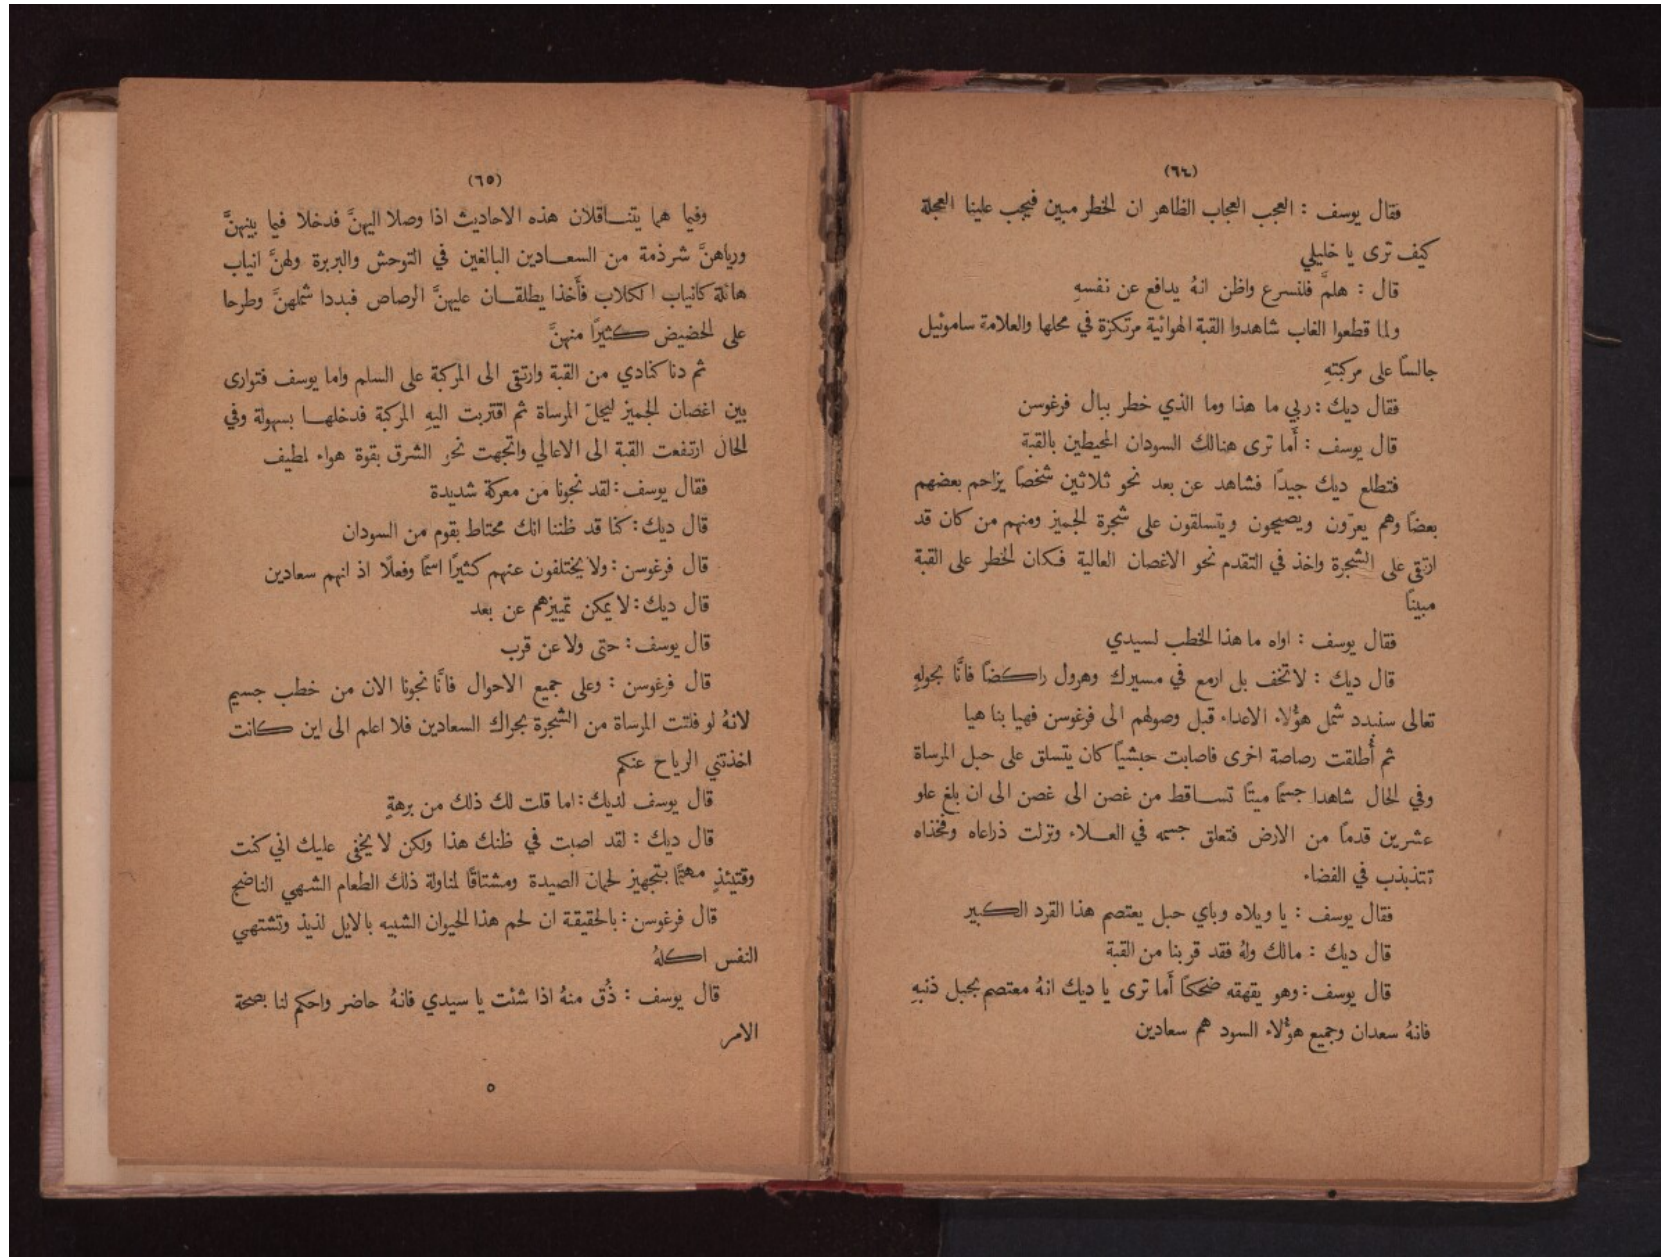 (٦٤)
فقال يوسف : العجب العجاب الظاهر ان الخطر مبين فيجب علينا العجلة
كيف ترى يا خليلي
قال : هلمَّ فلنسرع واظن انهُ يدافع عن نفسهِ
ولما قطعوا الغاب شاهدوا القبة الهوائية مرتكزة في محلها والعلامة ساموئيل
جالسًا على مركبتهِ
فقال ديك : ربي ما هذا وما الذي خطر ببال فرغوسن
قال يوسف : أَما ترى هنالك السودان المحيطين بالقبة
فتطلع ديك جيدًا فشاهد عن بعد نحو ثلاثين شخصًا يزاحم بعضهم
بعضًا وهم يعرّون ويصيحون ويتسلقون على شجرة الجميز ومنهم من كان قد
ارتقى على الشجرة واخذ في التقدم نحو الاغصان العالية فكان الخطر على القبة
مبينًا
فقال يوسف : اواه ما هذا الخطب لسيدي
قال ديك : لا تخف بل ارمع في مسيرك وهرول راكضًا فانَّا بجولهِ
تعالى سنبدد شمل هؤلاء الاعداء قبل وصولهم الى فرغوسن فهيا بنا هيا
ثم أُطلقت رصاصة اخرى فاصابت حبشيًا كان يتسلق على حبل المرساة
وفي الحال شاهدا جسمًا ميتًا تساقط من غصن الى غصن الى ان بلغ علو
عشرين قدمًا من الارض فتعلق جسمه في العلاء ونزلت ذراعاه وفخذاه
تتذبذب في الفضاء
فقال يوسف : يا ويلاه وباي حبل يعتصم هذا القرد الكبير
قال ديك : مالك ولهُ فقد قربنا من القبة
قال يوسف : وهو يقهقه ضحكًا أَما ترى يا ديك انهُ معتصم بحبل ذنبهِ
فانهُ سعدان وجميع هؤلاء السود هم سعادين
(٦٥)
وفيما هما يتناقلان هذه الاحاديث اذا وصلا اليهنَّ فدخلا فيما بينهنَّ
ورياهنَّ شرذمة من السعادين البالغين في التوحش والبربرة ولهنَّ انياب
هائلة كانياب الكلاب فأَخذا يطلقان عليهنَّ الرصاص فبددا شملهنَّ وطرحا
على الحضيض كثيرًا منهنَّ
ثم دنا كنادي من القبة وارتقى الى المركبة على السلم واما يوسف فتوارى
بين اغصان الجميز ليحلّ المرساة ثم اقتربت اليهِ المركبة فدخلها بسهولة وفي
الحال ارتفعت القبة الى الاعالي واتجهت نحو الشرق بقوة هواء لطيف
فقال يوسف : لقد نجونا من معركة شديدة
قال ديك : كنا قد ظننا انك محتاط بقوم من السودان
قال فرغوسن : ولا يختلفون عنهم كثيرًا اسمًا وفعلًا اذ انهم سعادين
قال ديك : لا يمكن تمييزهم عن بعد
قال يوسف : حتى ولا عن قرب
قال فرغوسن : وعلى جميع الاحوال فانَّا نجونا الان من خطب جسيم
لانهُ لو فلتت المرساة من الشجرة بحراك السعادين فلا اعلم الى اين كانت
اخذتني الرياح عنكم
قال يوسف لديك : اما قلت لك ذلك من برهةٍ
قال ديك : لقد اصبت في ظنك هذا ولكن لا يخفى عليك اني كنت
وقتيئذٍ مهتمًّا بتجهيز لحمان الصيدة ومشتاقًا لمناولة ذلك الطعام الشهي الناضج
قال فرغوسن : بالحقيقة ان لحم هذا الحيوان الشبيه بالايل لذيذ وتشتهي
النفس اكلهُ
قال يوسف : ذُق منهُ اذا شئت يا سيدي فانهُ حاضر واحكم لنا بصحة
الامر
٥